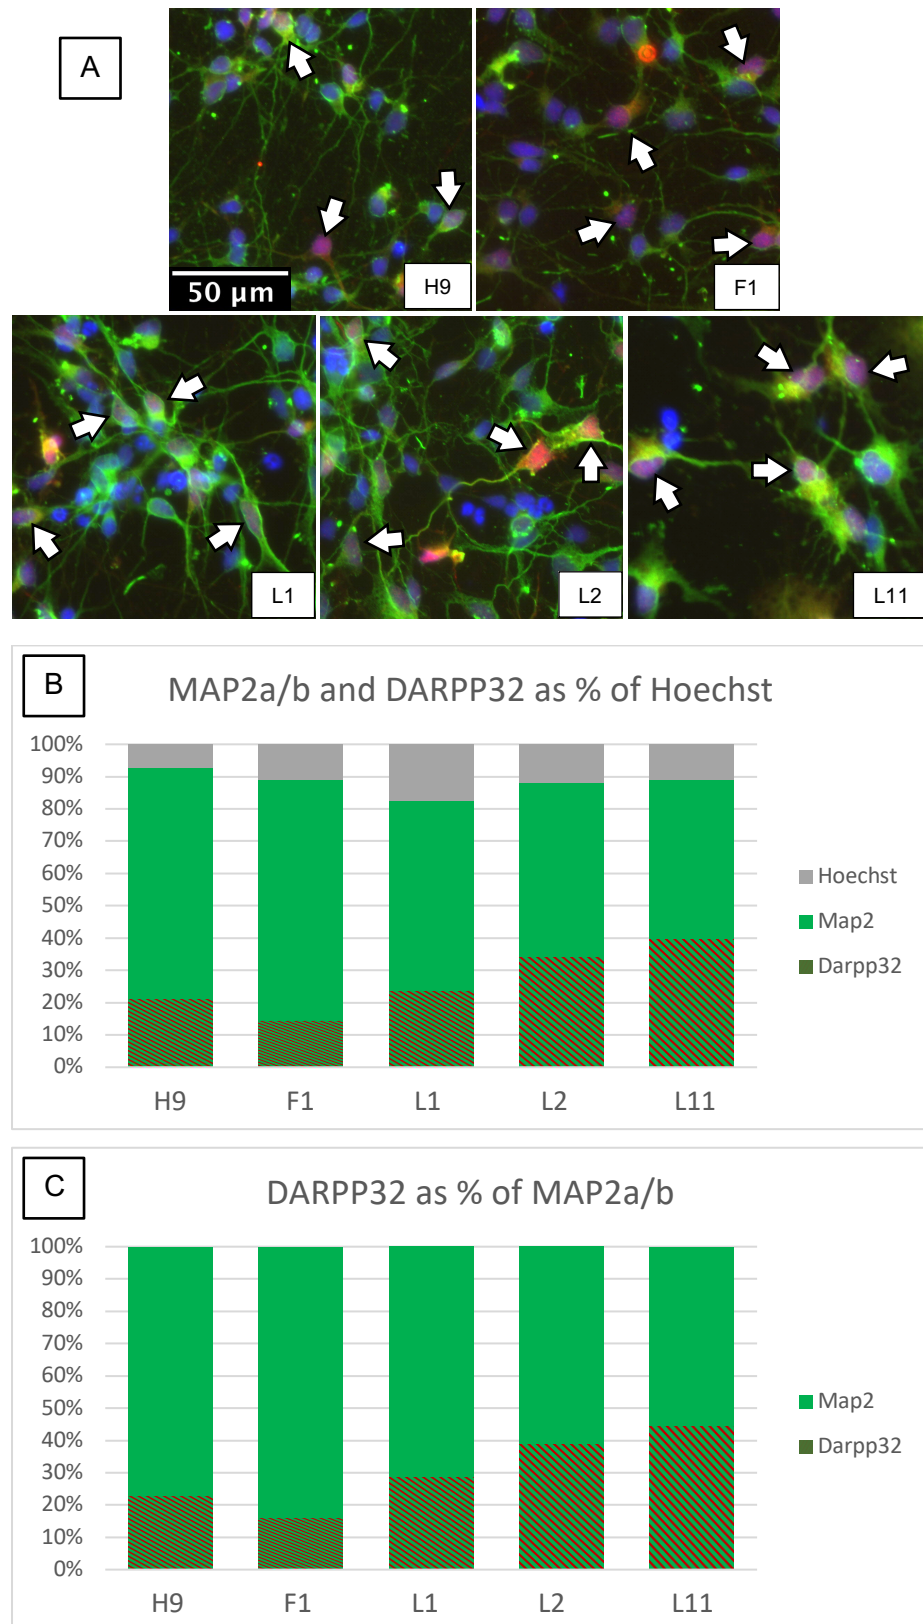 A
50 µm
H9
F1
L1
L2
L11
B
MAP2a/b and DARPP32 as % of Hoechst
100%
90%
80%
70%
60%
50%
40%
30%
20%
10%
0%
H9 F1 L1 L2 L11
Hoechst
Map2
Darpp32
C
DARPP32 as % of MAP2a/b
100%
90%
80%
70%
60%
50%
40%
30%
20%
10%
0%
H9 F1 L1 L2 L11
Map2
Darpp32